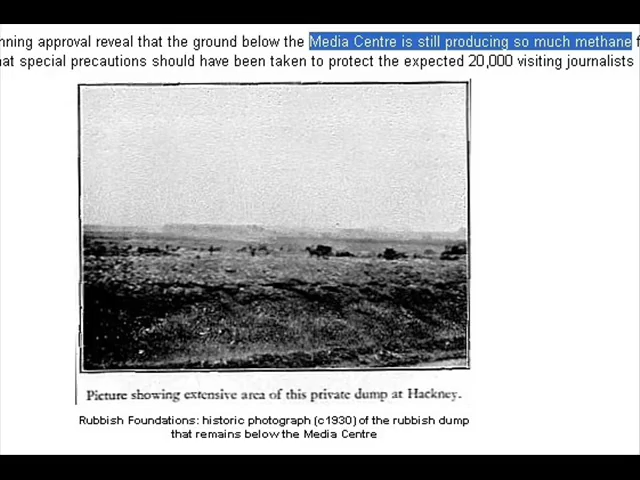 nning approval reveal that the ground below the Media Centre is still producing so much methane
at special precautions should have been taken to protect the expected 20,000 visiting journalists
Picture showing extensive area of this private dump at Hackney.
Rubbish Foundations: historic photograph (c1930) of the rubbish dump
that remains below the Media Centre